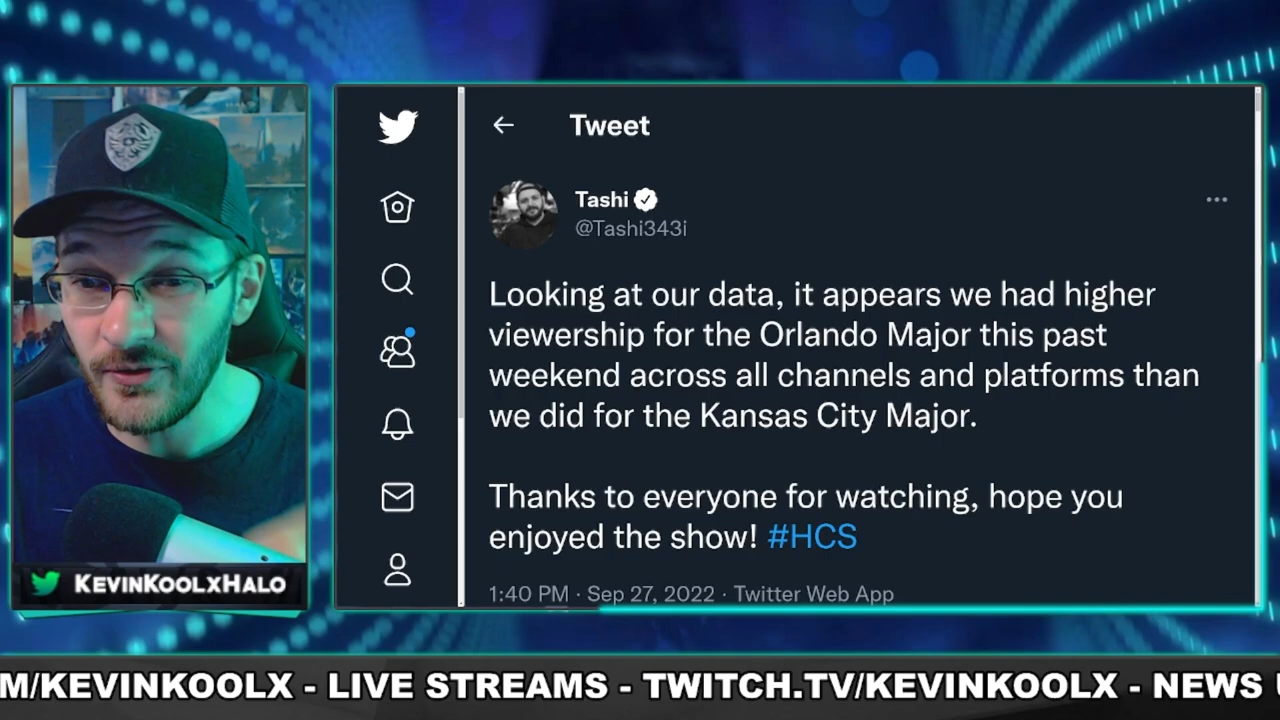 Tweet
Tashi
@Tashi343i
Looking at our data, it appears we had higher
viewership for the Orlando Major this past
weekend across all channels and platforms than
we did for the Kansas City Major.
Thanks to everyone for watching, hope you
enjoyed the show! #HCS
1:40 PM · Sep 27, 2022 · Twitter Web App
KEVINKOOLXHALO
M/KEVINKOOLX - LIVE STREAMS - TWITCH.TV/KEVINKOOLX - NEWS